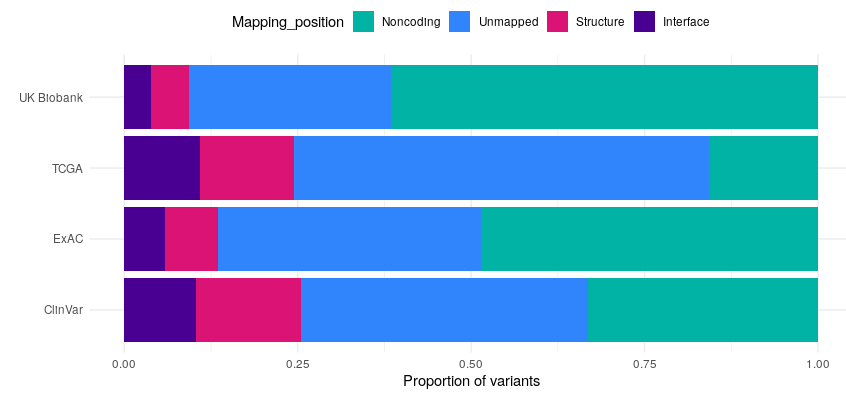 Mapping_position Noncoding Unmapped Structure Interface
UK Biobank
TCGA
ExAC
ClinVar
0.00 0.25 0.50 0.75 1.00
Proportion of variants